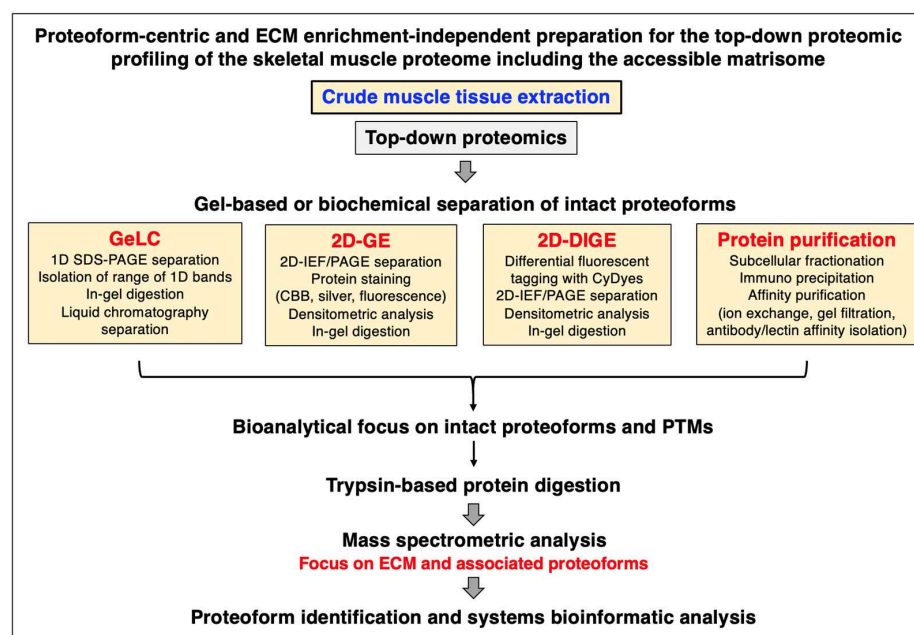 Proteoform-centric and ECM enrichment-independent preparation for the top-down proteomic
profiling of the skeletal muscle proteome including the accessible matrisome
Crude muscle tissue extraction
Top-down proteomics
Gel-based or biochemical separation of intact proteoforms
GeLC
1D SDS-PAGE separation
Isolation of range of 1D bands
In-gel digestion
Liquid chromatography
separation
2D-GE
2D-IEF/PAGE separation
Protein staining
(CBB, silver, fluorescence)
Densitometric analysis
In-gel digestion
2D-DIGE
Differential fluorescent
tagging with CyDyes
2D-IEF/PAGE separation
Densitometric analysis
In-gel digestion
Protein purification
Subcellular fractionation
Immuno precipitation
Affinity purification
(ion exchange, gel filtration,
antibody/lectin affinity isolation)
Bioanalytical focus on intact proteoforms and PTMs
Trypsin-based protein digestion
Mass spectrometric analysis
Focus on ECM and associated proteoforms
Proteoform identification and systems bioinformatic analysis